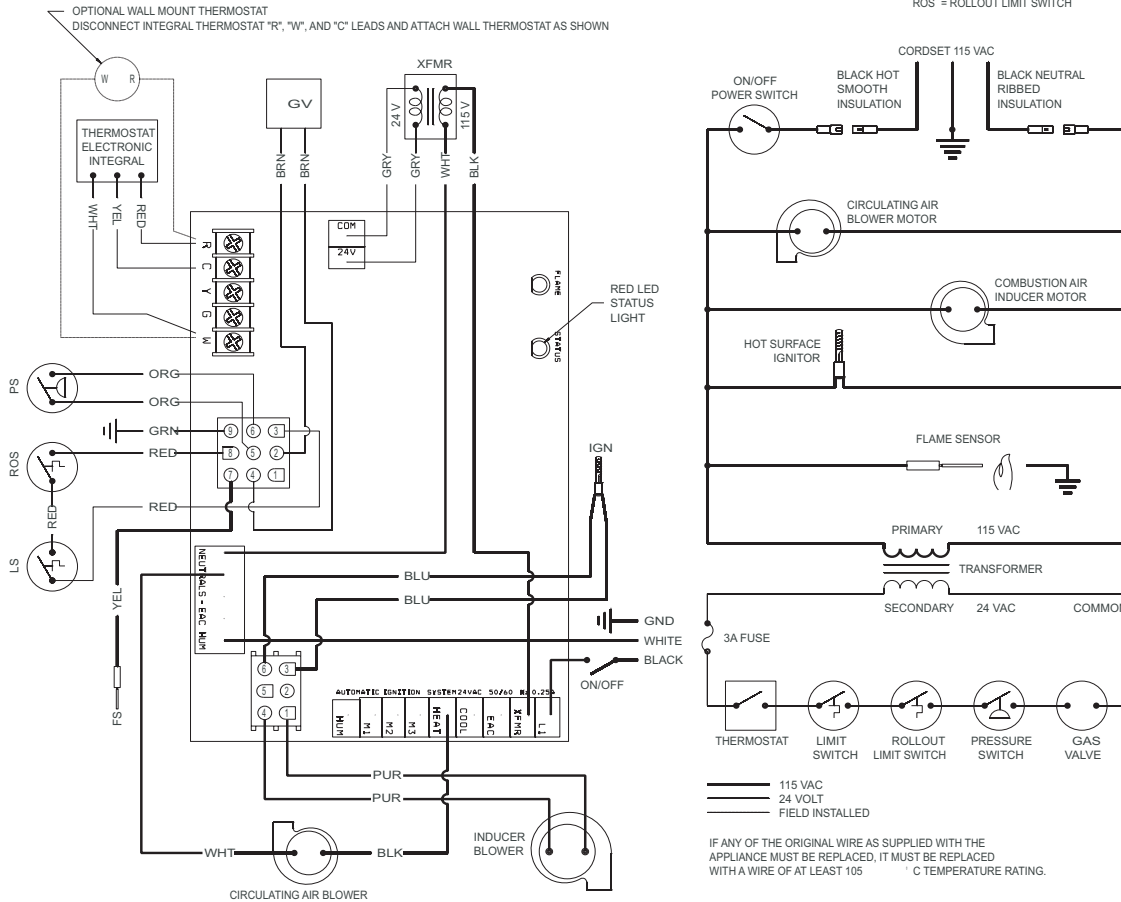 OPTIONAL WALL MOUNT THERMOSTAT
DISCONNECT INTEGRAL THERMOSTAT "R", "W", AND "C" LEADS AND ATTACH WALL THERMOSTAT AS SHOWN
W R
THERMOSTAT
ELECTRONIC
INTEGRAL
WHT
YEL
RED
GV
BRN
BRN
XFMR
24 V
115 V
GRY
GRY
WHT
BLK
COM
24V
R
C
Y
G
W
FLAME
STATUS
RED LED
STATUS
LIGHT
PS
ORG
ORG
GRN
RED
ROS
RED
RED
LS
9 6 3
8 5 2
7 4 1
YEL
FS
IGN
NEUTRALS - EAC HUM
BLU
BLU
GND
WHITE
BLACK
ON/OFF
6 3
5 2
4 1
AUTOMATIC IGNITION SYSTEM 24VAC 50/60 Hz 0.25A
HUM
M1
M2
M3
HEAT
COOL
EAC
XFMR
L1
PUR
PUR
WHT
BLK
CIRCULATING AIR BLOWER
INDUCER
BLOWER
ROS = ROLLOUT LIMIT SWITCH
CORDSET 115 VAC
ON/OFF
POWER SWITCH
BLACK HOT
SMOOTH
INSULATION
BLACK NEUTRAL
RIBBED
INSULATION
CIRCULATING AIR
BLOWER MOTOR
COMBUSTION AIR
INDUCER MOTOR
HOT SURFACE
IGNITOR
FLAME SENSOR
PRIMARY 115 VAC
TRANSFORMER
SECONDARY 24 VAC COMMON
3A FUSE
THERMOSTAT
LIMIT
SWITCH
ROLLOUT
LIMIT SWITCH
PRESSURE
SWITCH
GAS
VALVE
115 VAC
24 VOLT
FIELD INSTALLED
IF ANY OF THE ORIGINAL WIRE AS SUPPLIED WITH THE
APPLIANCE MUST BE REPLACED, IT MUST BE REPLACED
WITH A WIRE OF AT LEAST 105 ' C TEMPERATURE RATING.